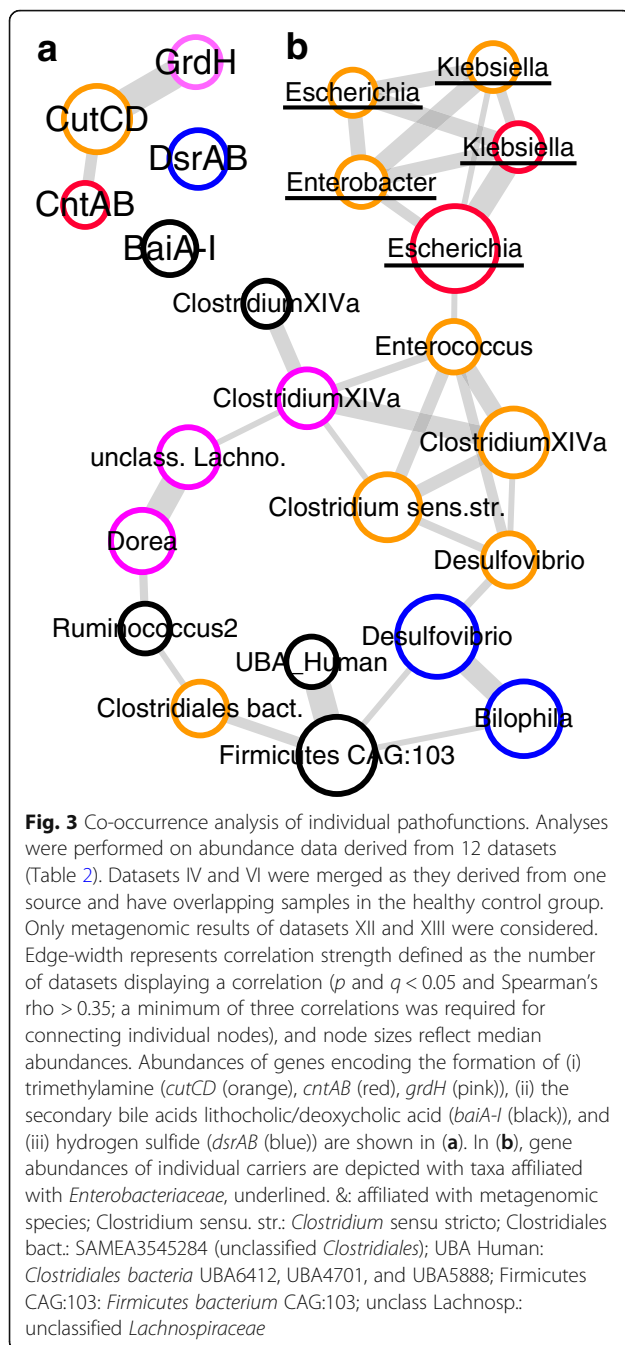 a
b
GrdH
CutCD
DsrAB
CntAB
BaiA-I
Klebsiella
Escherichia
Klebsiella
Enterobacter
Escherichia
ClostridiumXIVa
Enterococcus
ClostridiumXIVa
ClostridiumXIVa
unclass. Lachno.
Clostridium sens.str.
Dorea
Desulfovibrio
Ruminococcus2
Desulfovibrio
UBA_Human
Clostridiales bact.
Bilophila
Firmicutes CAG:103
Fig. 3 Co-occurrence analysis of individual pathofunctions. Analyses
were performed on abundance data derived from 12 datasets
(Table 2). Datasets IV and VI were merged as they derived from one
source and have overlapping samples in the healthy control group.
Only metagenomic results of datasets XII and XIII were considered.
Edge-width represents correlation strength defined as the number
of datasets displaying a correlation (p and q < 0.05 and Spearman's
rho > 0.35; a minimum of three correlations was required for
connecting individual nodes), and node sizes reflect median
abundances. Abundances of genes encoding the formation of (i)
trimethylamine (cutCD (orange), cntAB (red), grdH (pink)), (ii) the
secondary bile acids lithocholic/deoxycholic acid (baiA-I (black)), and
(iii) hydrogen sulfide (dsrAB (blue)) are shown in (a). In (b), gene
abundances of individual carriers are depicted with taxa affiliated
with Enterobacteriaceae, underlined. &: affiliated with metagenomic
species; Clostridium sensu. str.: Clostridium sensu stricto; Clostridiales
bact.: SAMEA3545284 (unclassified Clostridiales); UBA Human:
Clostridiales bacteria UBA6412, UBA4701, and UBA5888; Firmicutes
CAG:103: Firmicutes bacterium CAG:103; unclass Lachnosp.:
unclassified Lachnospiraceae